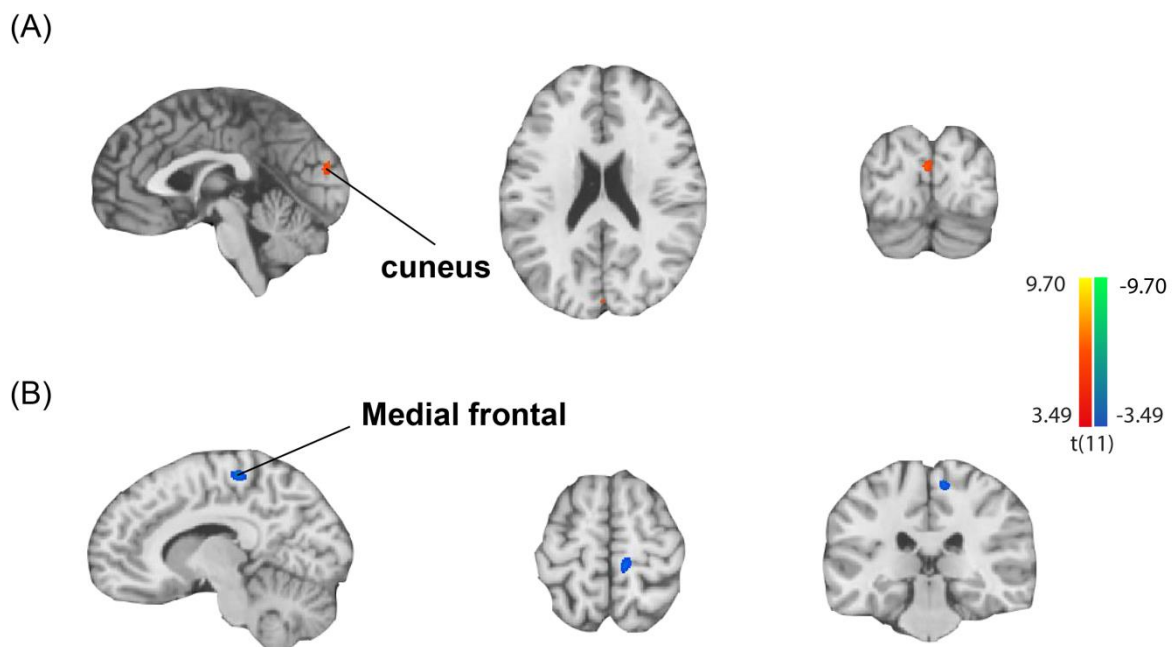 (A)
cuneus
9.70 -9.70
3.49 -3.49
t(11)
(B)
Medial frontal